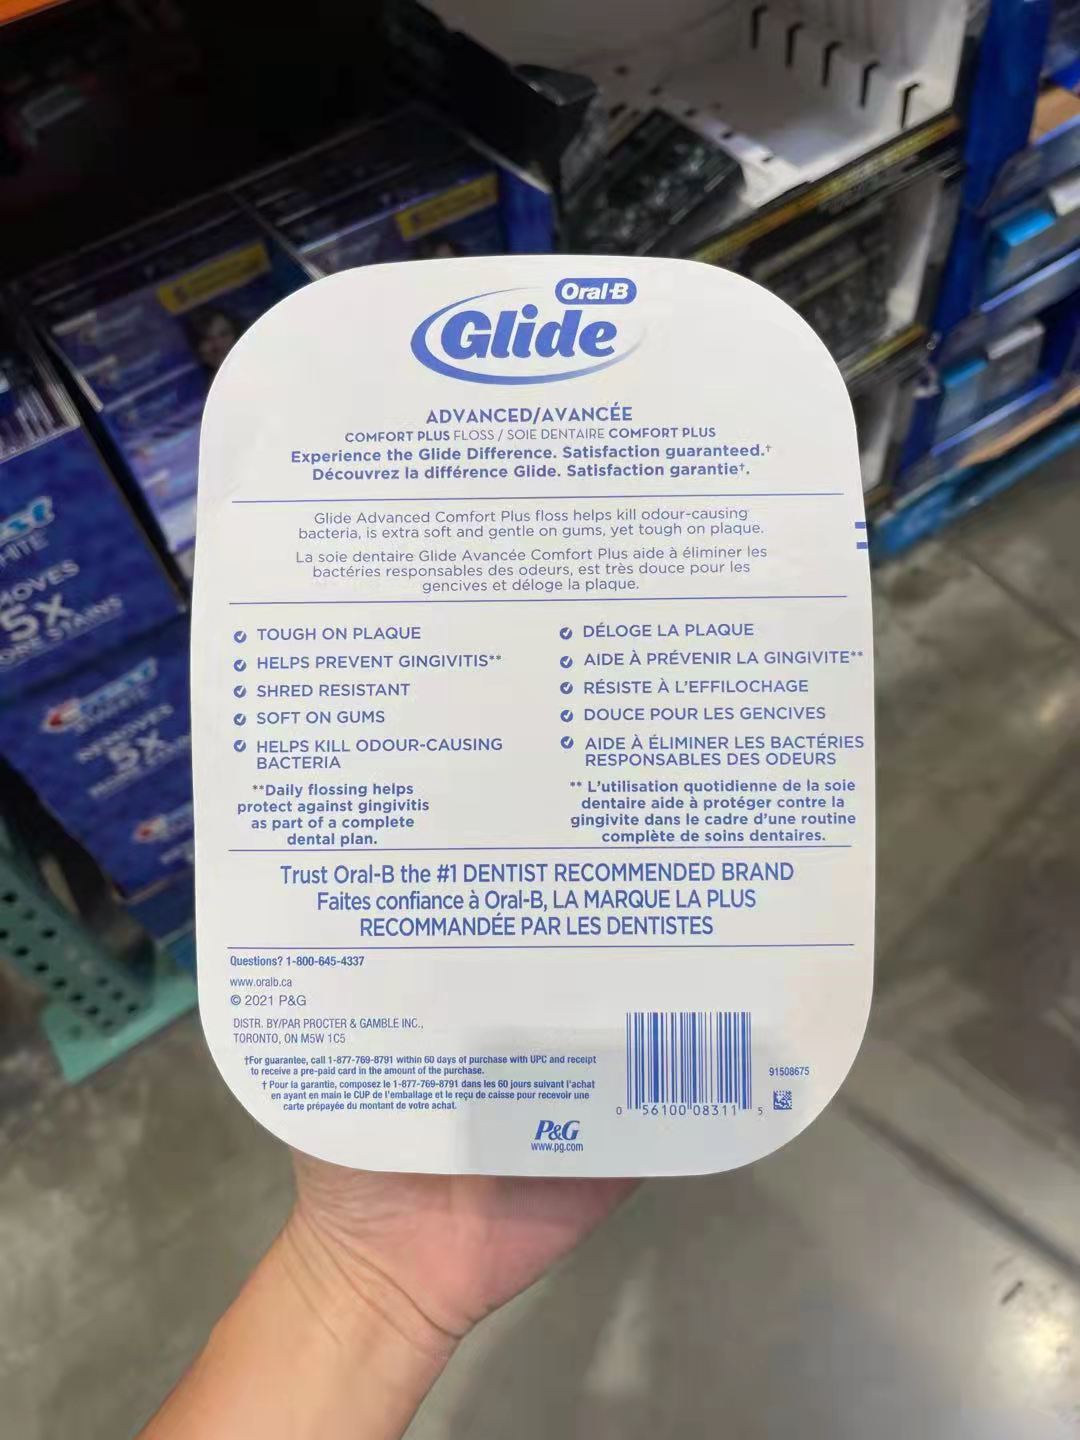 Oral-B
Glide
ADVANCED/AVANCÉE
COMFORT PLUS FLOSS / SOIE DENTAIRE COMFORT PLUS
Experience the Glide Difference. Satisfaction guaranteed.†
Découvrez la différence Glide. Satisfaction garantie†.
Glide Advanced Comfort Plus floss helps kill odour-causing
bacteria, is extra soft and gentle on gums, yet tough on plaque.
La soie dentaire Glide Avancée Comfort Plus aide à éliminer les
bactéries responsables des odeurs, est très douce pour les
gencives et déloge la plaque.
TOUGH ON PLAQUE
HELPS PREVENT GINGIVITIS**
SHRED RESISTANT
SOFT ON GUMS
HELPS KILL ODOUR-CAUSING
BACTERIA
**Daily flossing helps
protect against gingivitis
as part of a complete
dental plan.
DÉLOGE LA PLAQUE
AIDE À PRÉVENIR LA GINGIVITE**
RÉSISTE À L'EFFILOCHAGE
DOUCE POUR LES GENCIVES
AIDE À ÉLIMINER LES BACTÉRIES
RESPONSABLES DES ODEURS
** L'utilisation quotidienne de la soie
dentaire aide à protéger contre la
gingivite dans le cadre d'une routine
complète de soins dentaires.
Trust Oral-B the #1 DENTIST RECOMMENDED BRAND
Faites confiance à Oral-B, LA MARQUE LA PLUS
RECOMMANDÉE PAR LES DENTISTES
Questions? 1-800-645-4337
www.oralb.ca
© 2021 P&G
DISTR. BY/PAR PROCTER & GAMBLE INC.,
TORONTO, ON M5W 1C5
†For guarantee, call 1-877-769-8791 within 60 days of purchase with UPC and receipt
to receive a pre-paid card in the amount of the purchase.
† Pour la garantie, composez le 1-877-769-8791 dans les 60 jours suivant l'achat
en ayant en main le CUP de l'emballage et le reçu de caisse pour recevoir une
carte prépayée du montant de votre achat.
0 56100 08311 5
91508675
P&G
www.pg.com
5X
REMOVES
5X